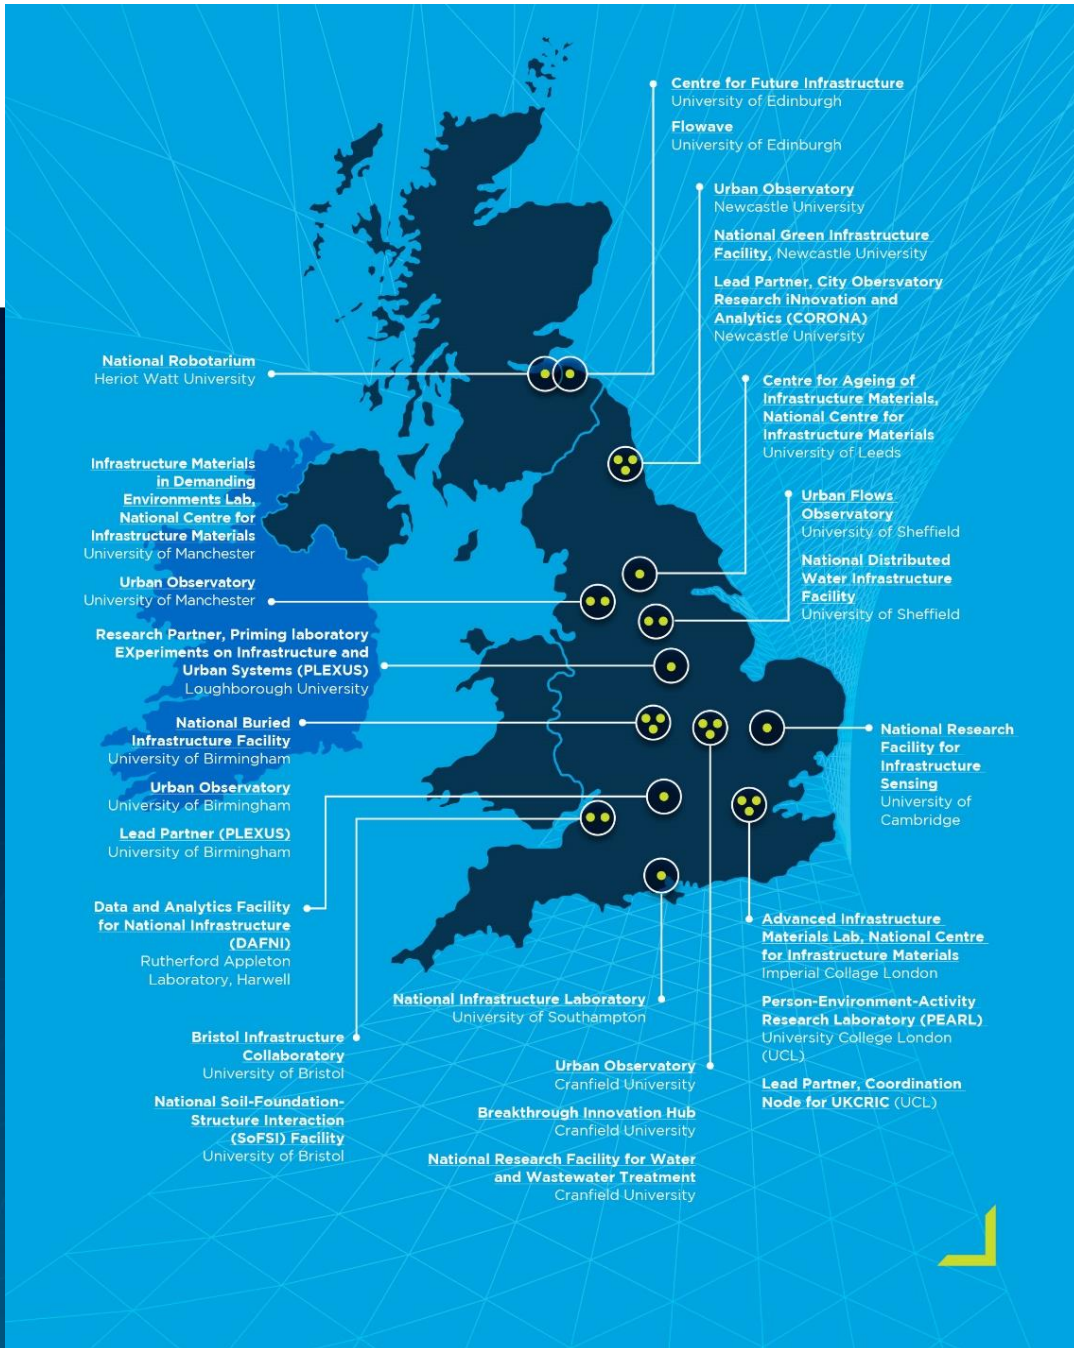 Centre for Future Infrastructure
University of Edinburgh
Flowave
University of Edinburgh
Urban Observatory
Newcastle University
National Green Infrastructure
Facility, Newcastle University
Lead Partner, City Obersvatory
Research iNnovation and
Analytics (CORONA)
Newcastle University
National Robotarium
Heriot Watt University
Centre for Ageing of
Infrastructure Materials,
National Centre for
Infrastructure Materials
University of Leeds
Infrastructure Materials
in Demanding
Environments Lab,
National Centre for
Infrastructure Materials
University of Manchester
Urban Observatory
University of Manchester
Urban Flows
Observatory
University of Sheffield
National Distributed
Water Infrastructure
Facility
University of Sheffield
Research Partner, Priming laboratory
EXperiments on Infrastructure and
Urban Systems (PLEXUS)
Loughborough University
National Buried
Infrastructure Facility
University of Birmingham
Urban Observatory
University of Birmingham
Lead Partner (PLEXUS)
University of Birmingham
National Research
Facility for
Infrastructure
Sensing
University of
Cambridge
Data and Analytics Facility
for National Infrastructure
(DAFNI)
Rutherford Appleton
Laboratory, Harwell
Advanced Infrastructure
Materials Lab, National Centre
for Infrastructure Materials
Imperial Collage London
Person-Environment-Activity
Research Laboratory (PEARL)
University College London
(UCL)
Lead Partner, Coordination
Node for UKCRIC (UCL)
National Infrastructure Laboratory
University of Southampton
Bristol Infrastructure
Collaboratory
University of Bristol
National Soil-Foundation-
Structure Interaction
(SoFSI) Facility
University of Bristol
Urban Observatory
Cranfield University
Breakthrough Innovation Hub
Cranfield University
National Research Facility for Water
and Wastewater Treatment
Cranfield University